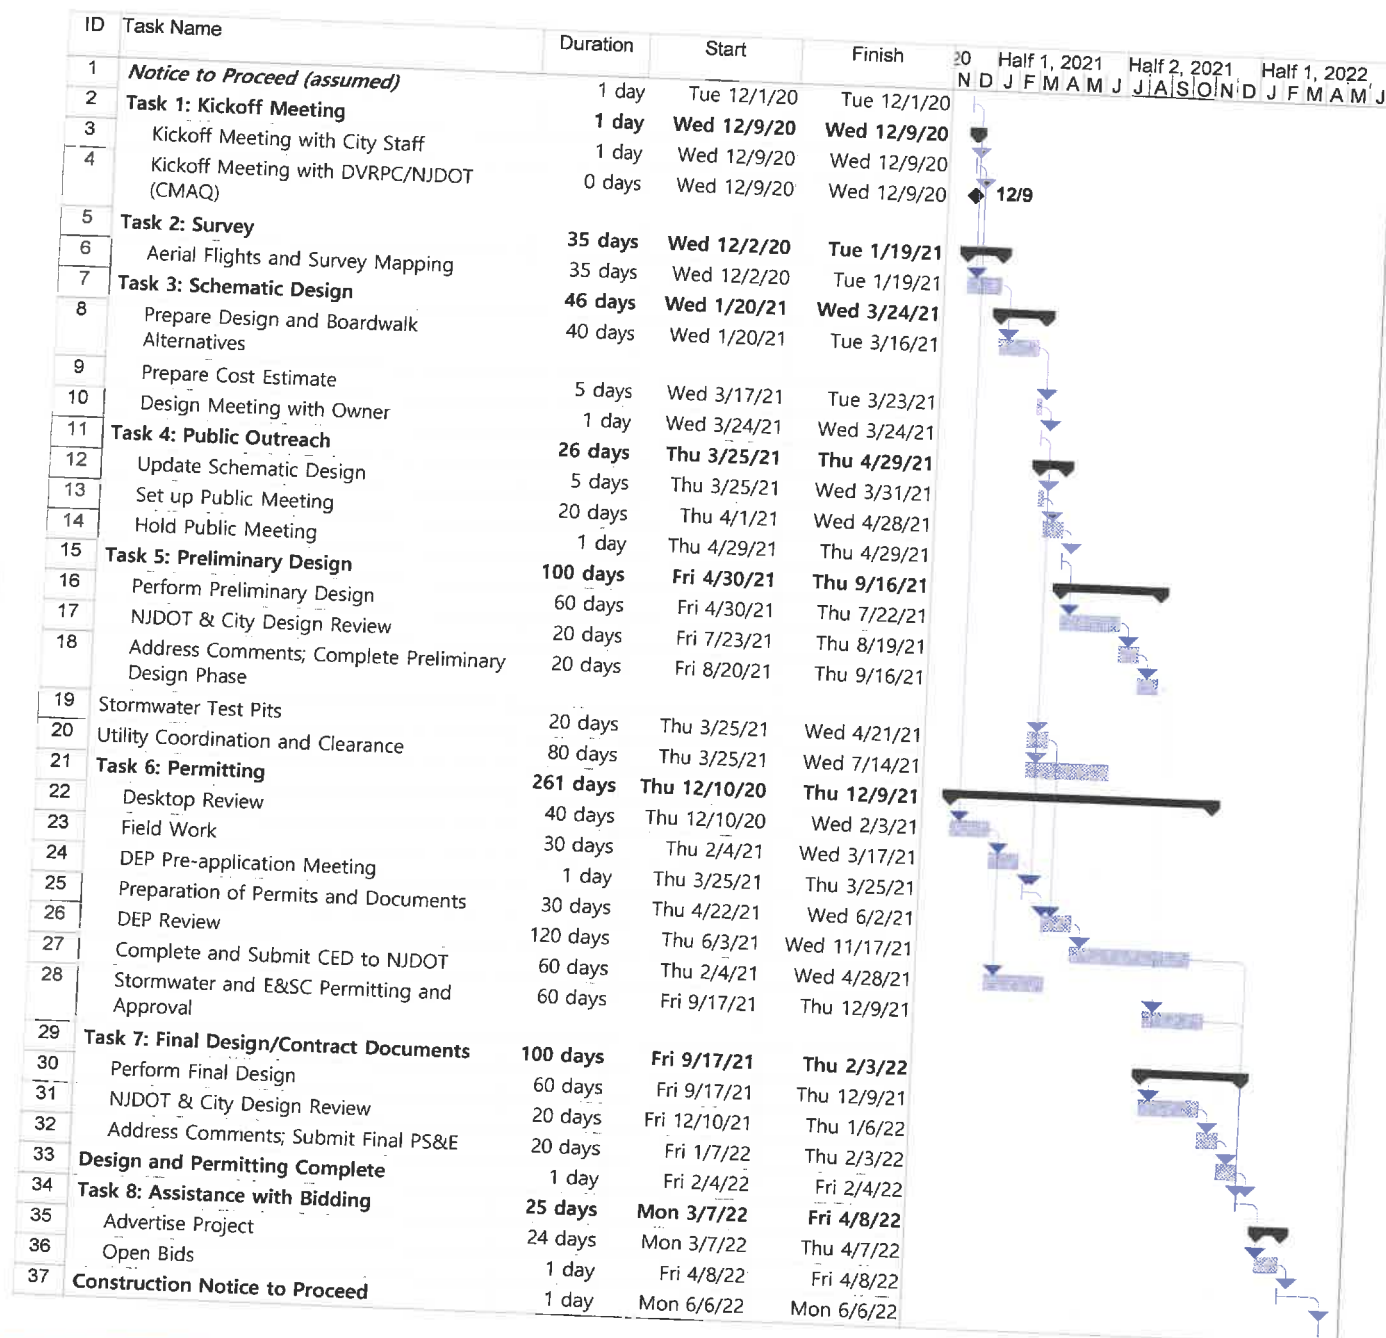 ID Task Name Duration Start Finish 20 Half 1, 2021 Half 2, 2021 Half 1, 2022
N D J F M A M J J A S O N D J F M A M J
1 Notice to Proceed (assumed) 1 day Tue 12/1/20 Tue 12/1/20
2 Task 1: Kickoff Meeting 1 day Wed 12/9/20 Wed 12/9/20
3 Kickoff Meeting with City Staff 1 day Wed 12/9/20 Wed 12/9/20
4 Kickoff Meeting with DVRPC/NJDOT 0 days Wed 12/9/20 Wed 12/9/20 12/9
(CMAQ)
5 Task 2: Survey 35 days Wed 12/2/20 Tue 1/19/21
6 Aerial Flights and Survey Mapping 35 days Wed 12/2/20 Tue 1/19/21
7 Task 3: Schematic Design 46 days Wed 1/20/21 Wed 3/24/21
8 Prepare Design and Boardwalk 40 days Wed 1/20/21 Tue 3/16/21
Alternatives
9 Prepare Cost Estimate 5 days Wed 3/17/21 Tue 3/23/21
10 Design Meeting with Owner 1 day Wed 3/24/21 Wed 3/24/21
11 Task 4: Public Outreach 26 days Thu 3/25/21 Thu 4/29/21
12 Update Schematic Design 5 days Thu 3/25/21 Wed 3/31/21
13 Set up Public Meeting 20 days Thu 4/1/21 Wed 4/28/21
14 Hold Public Meeting 1 day Thu 4/29/21 Thu 4/29/21
15 Task 5: Preliminary Design 100 days Fri 4/30/21 Thu 9/16/21
16 Perform Preliminary Design 60 days Fri 4/30/21 Thu 7/22/21
17 NJDOT & City Design Review 20 days Fri 7/23/21 Thu 8/19/21
18 Address Comments; Complete Preliminary 20 days Fri 8/20/21 Thu 9/16/21
Design Phase
19 Stormwater Test Pits 20 days Thu 3/25/21 Wed 4/21/21
20 Utility Coordination and Clearance 80 days Thu 3/25/21 Wed 7/14/21
21 Task 6: Permitting 261 days Thu 12/10/20 Thu 12/9/21
22 Desktop Review 40 days Thu 12/10/20 Wed 2/3/21
23 Field Work 30 days Thu 2/4/21 Wed 3/17/21
24 DEP Pre-application Meeting 1 day Thu 3/25/21 Thu 3/25/21
25 Preparation of Permits and Documents 30 days Thu 4/22/21 Wed 6/2/21
26 DEP Review 120 days Thu 6/3/21 Wed 11/17/21
27 Complete and Submit CED to NJDOT 60 days Thu 2/4/21 Wed 4/28/21
28 Stormwater and E&SC Permitting and 60 days Fri 9/17/21 Thu 12/9/21
Approval
29 Task 7: Final Design/Contract Documents 100 days Fri 9/17/21 Thu 2/3/22
30 Perform Final Design 60 days Fri 9/17/21 Thu 12/9/21
31 NJDOT & City Design Review 20 days Fri 12/10/21 Thu 1/6/22
32 Address Comments; Submit Final PS&E 20 days Fri 1/7/22 Thu 2/3/22
33 Design and Permitting Complete 1 day Fri 2/4/22 Fri 2/4/22
34 Task 8: Assistance with Bidding 25 days Mon 3/7/22 Fri 4/8/22
35 Advertise Project 24 days Mon 3/7/22 Thu 4/7/22
36 Open Bids 1 day Fri 4/8/22 Fri 4/8/22
37 Construction Notice to Proceed 1 day Mon 6/6/22 Mon 6/6/22